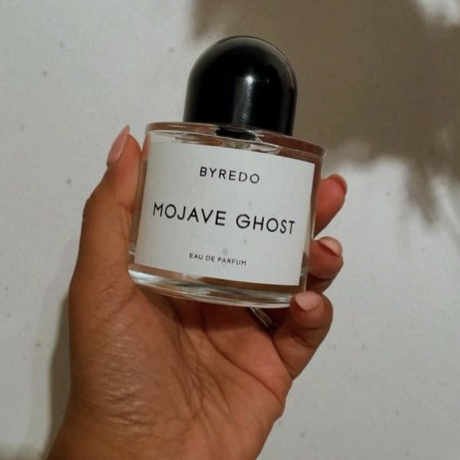 BYREDO
MOJAVE GHOST
EAU DE PARFUM